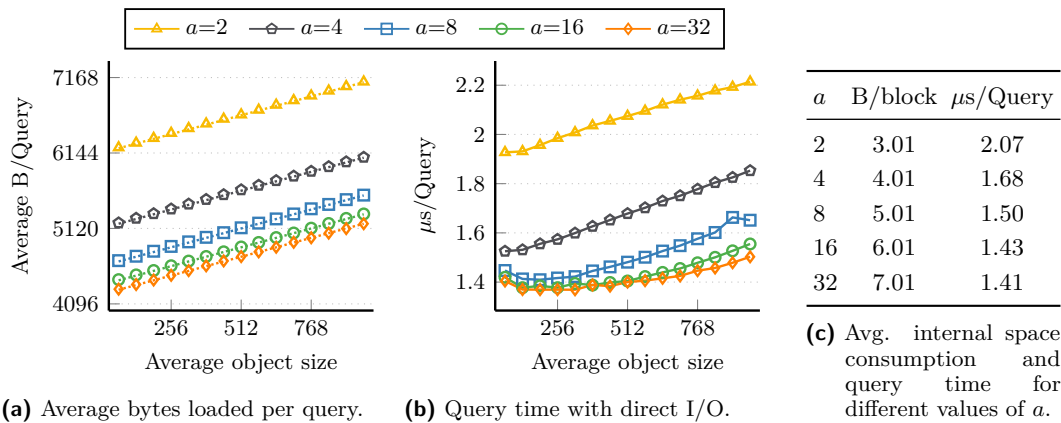 a=2 a=4 a=8 a=16 a=32
7168
6144
5120
4096
Average B/Query
256 512 768
Average object size
(a) Average bytes loaded per query.
2.2
2
1.8
1.6
1.4
µs/Query
256 512 768
Average object size
(b) Query time with direct I/O.
a B/block µs/Query
2 3.01 2.07
4 4.01 1.68
8 5.01 1.50
16 6.01 1.43
32 7.01 1.41
(c) Avg. internal space
consumption and
query time for
different values of a.